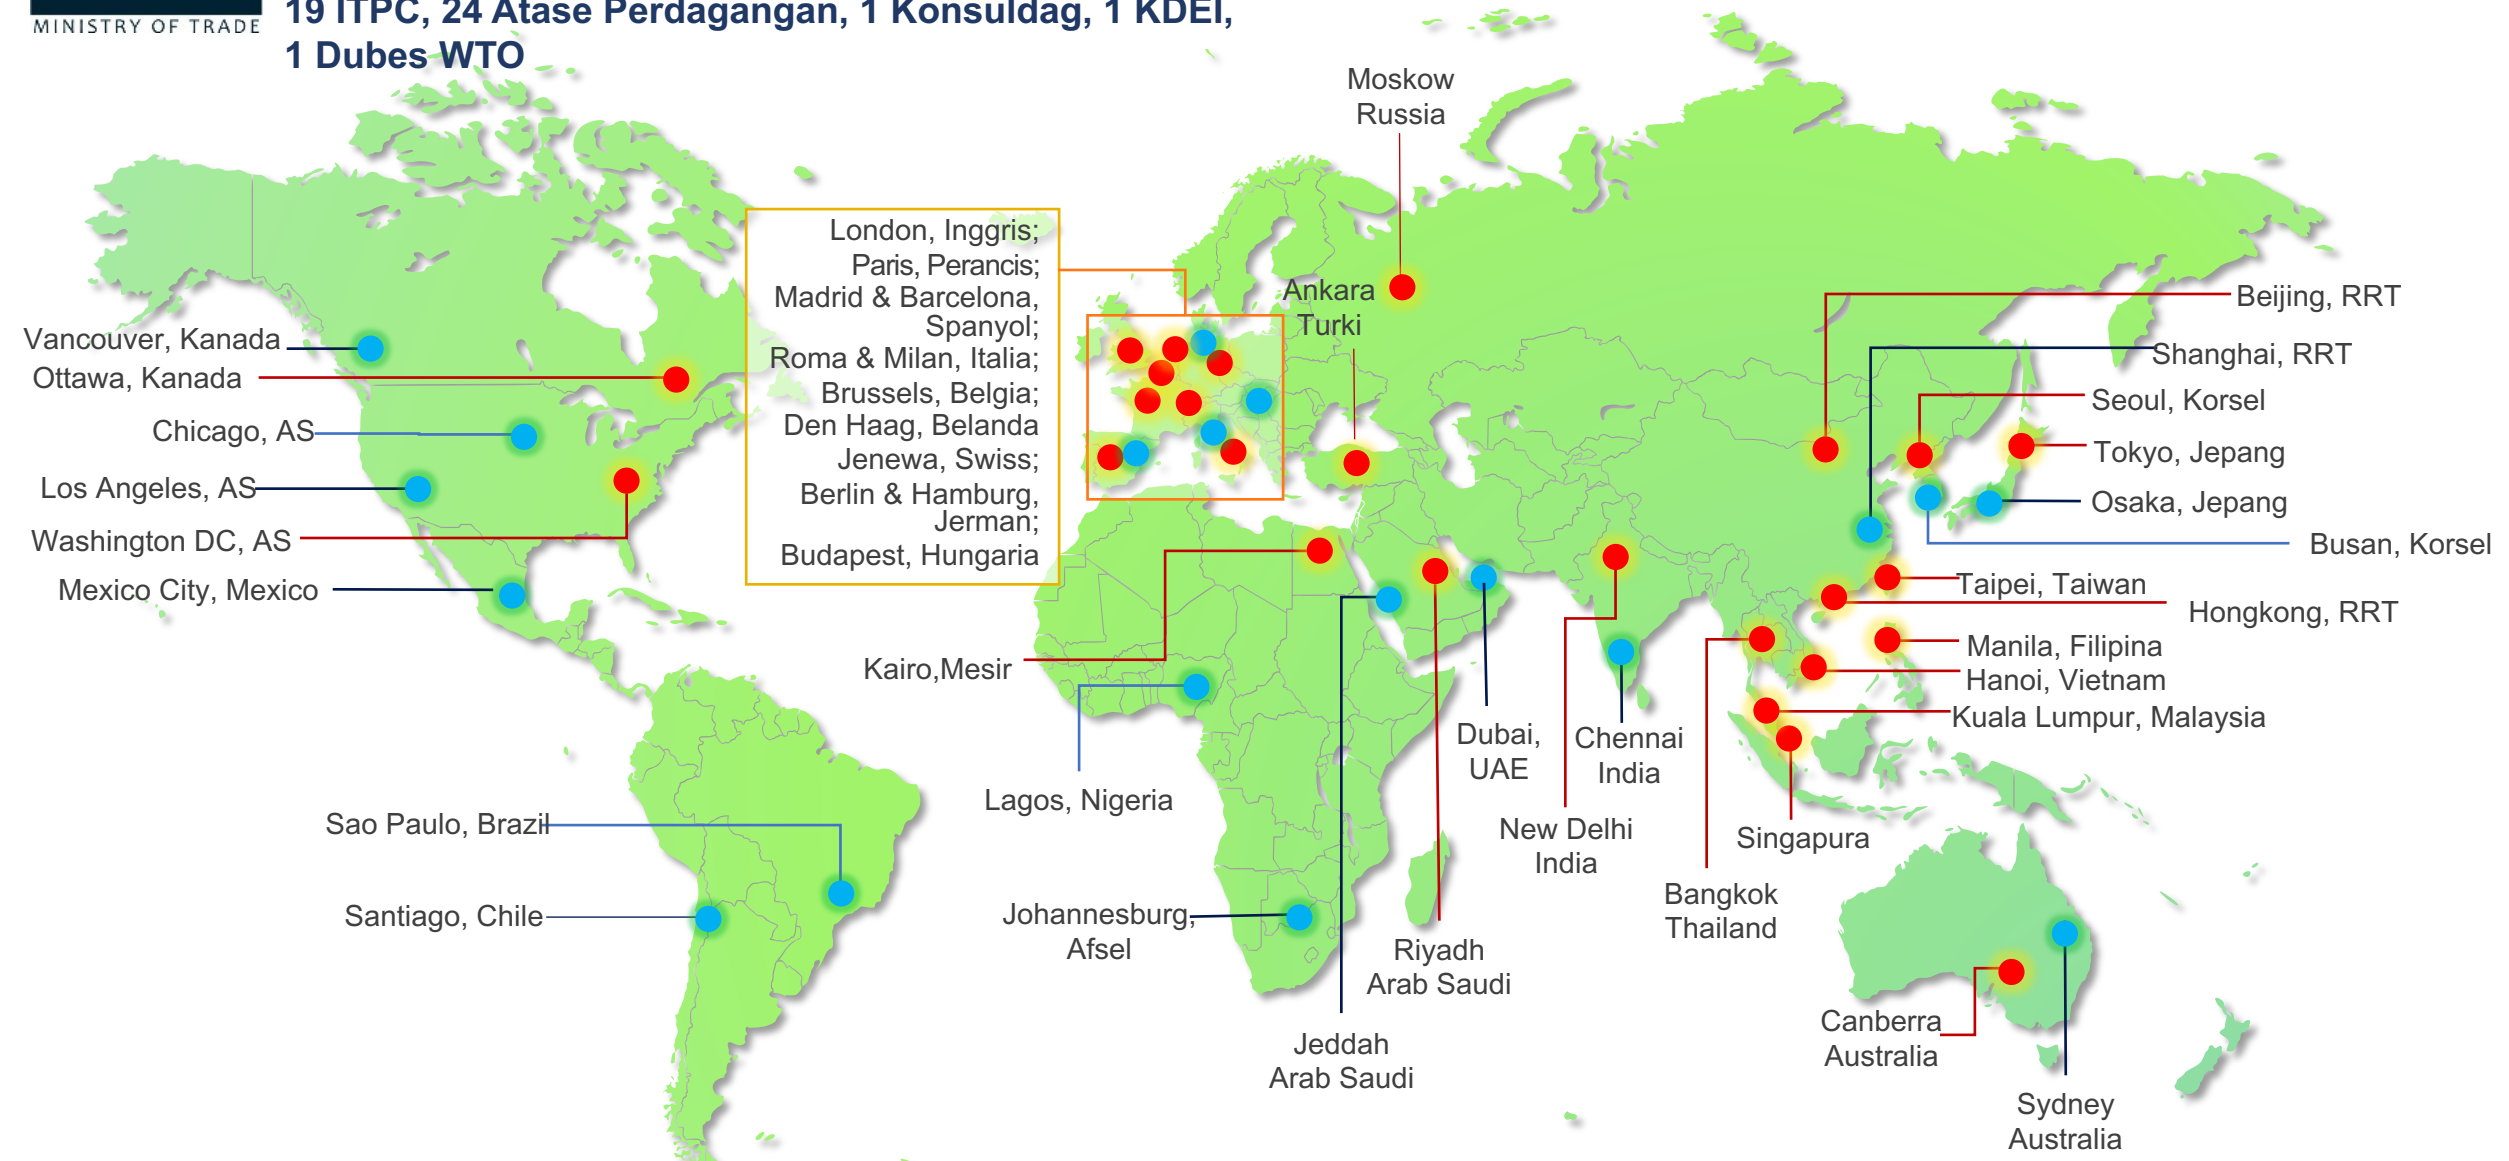 MINISTRY OF TRADE
19 ITPC, 24 Atase Perdagangan, 1 Konsuldag, 1 KDEI,
1 Dubes WTO
Moskow
Russia
London, Inggris;
Paris, Perancis;
Madrid & Barcelona,
Spanyol;
Roma & Milan, Italia;
Brussels, Belgia;
Den Haag, Belanda
Jenewa, Swiss;
Berlin & Hamburg,
Jerman;
Budapest, Hungaria
Ankara
Turki
Vancouver, Kanada
Ottawa, Kanada
Chicago, AS
Los Angeles, AS
Washington DC, AS
Mexico City, Mexico
Sao Paulo, Brazil
Santiago, Chile
Kairo,Mesir
Lagos, Nigeria
Johannesburg,
Afsel
Jeddah
Arab Saudi
Riyadh
Arab Saudi
Dubai,
UAE
Chennai
India
New Delhi
India
Singapura
Bangkok
Thailand
Beijing, RRT
Shanghai, RRT
Seoul, Korsel
Tokyo, Jepang
Osaka, Jepang
Busan, Korsel
Taipei, Taiwan
Hongkong, RRT
Manila, Filipina
Hanoi, Vietnam
Kuala Lumpur, Malaysia
Canberra
Australia
Sydney
Australia